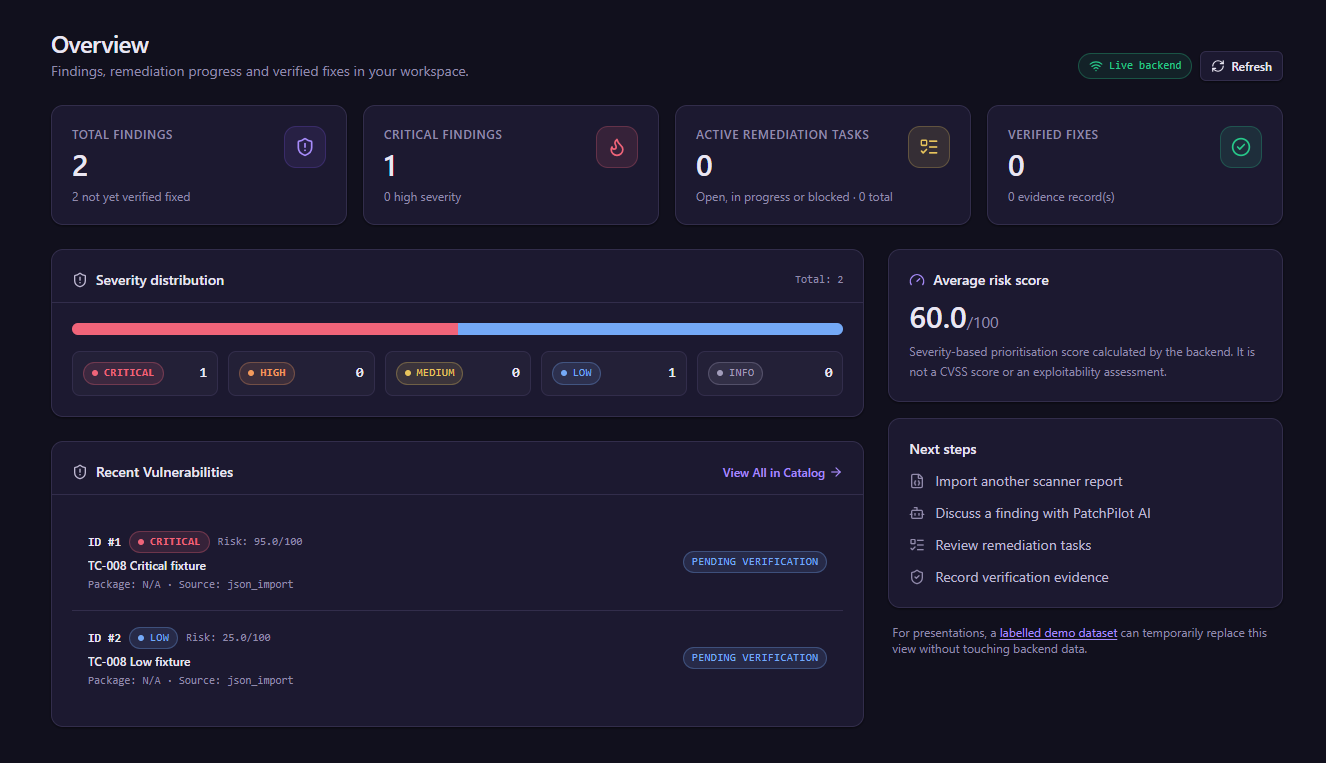 Overview
Findings, remediation progress and verified fixes in your workspace.
Live backend
Refresh
TOTAL FINDINGS
2
2 not yet verified fixed
CRITICAL FINDINGS
1
0 high severity
ACTIVE REMEDIATION TASKS
0
Open, in progress or blocked · 0 total
VERIFIED FIXES
0
0 evidence record(s)
Severity distribution
Total: 2
CRITICAL 1
HIGH 0
MEDIUM 0
LOW 1
INFO 0
Average risk score
60.0/100
Severity-based prioritisation score calculated by the backend. It is
not a CVSS score or an exploitability assessment.
Recent Vulnerabilities
View All in Catalog →
ID #1 CRITICAL Risk: 95.0/100
TC-008 Critical fixture
Package: N/A · Source: json_import
PENDING VERIFICATION
ID #2 LOW Risk: 25.0/100
TC-008 Low fixture
Package: N/A · Source: json_import
PENDING VERIFICATION
Next steps
Import another scanner report
Discuss a finding with PatchPilot AI
Review remediation tasks
Record verification evidence
For presentations, a labelled demo dataset can temporarily replace this
view without touching backend data.